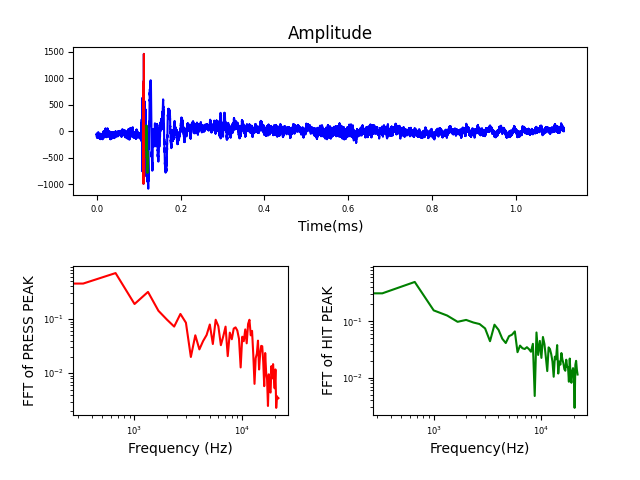 Amplitude
1500
1000
500
0
−500
−1000
0.0 0.2 0.4 0.6 0.8 1.0
Time(ms)
FFT of PRESS PEAK
10⁻¹
10⁻²
10³ 10⁴
Frequency (Hz)
FFT of HIT PEAK
10⁻¹
10⁻²
10³ 10⁴
Frequency(Hz)